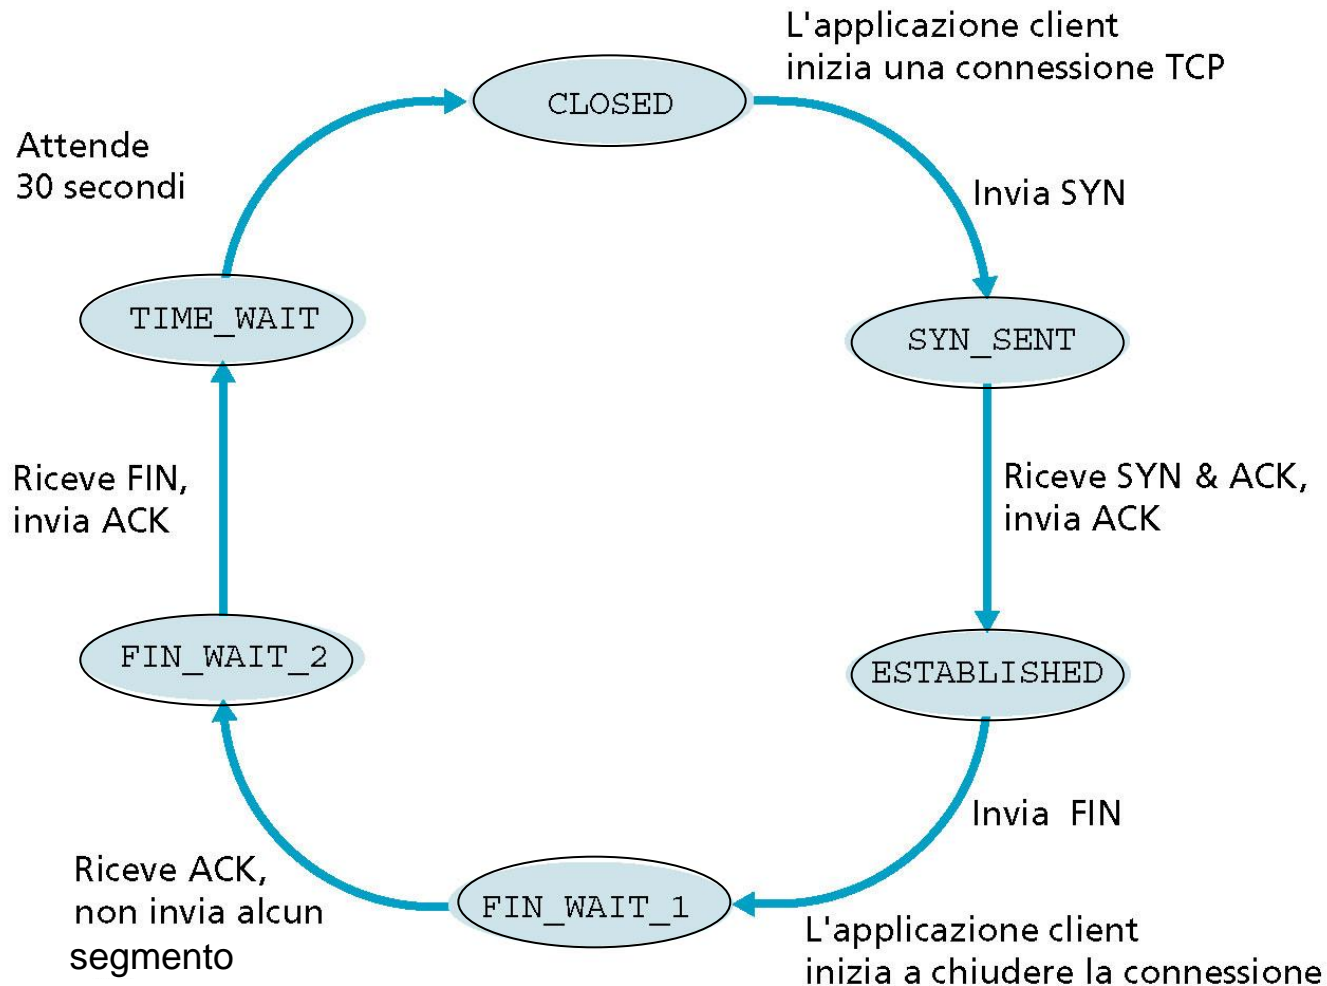 L'applicazione client
inizia una connessione TCP
CLOSED
Attende
30 secondi
Invia SYN
TIME_WAIT
SYN_SENT
Riceve FIN,
invia ACK
Riceve SYN & ACK,
invia ACK
FIN_WAIT_2
ESTABLISHED
Invia FIN
Riceve ACK,
non invia alcun
segmento
FIN_WAIT_1
L'applicazione client
inizia a chiudere la connessione